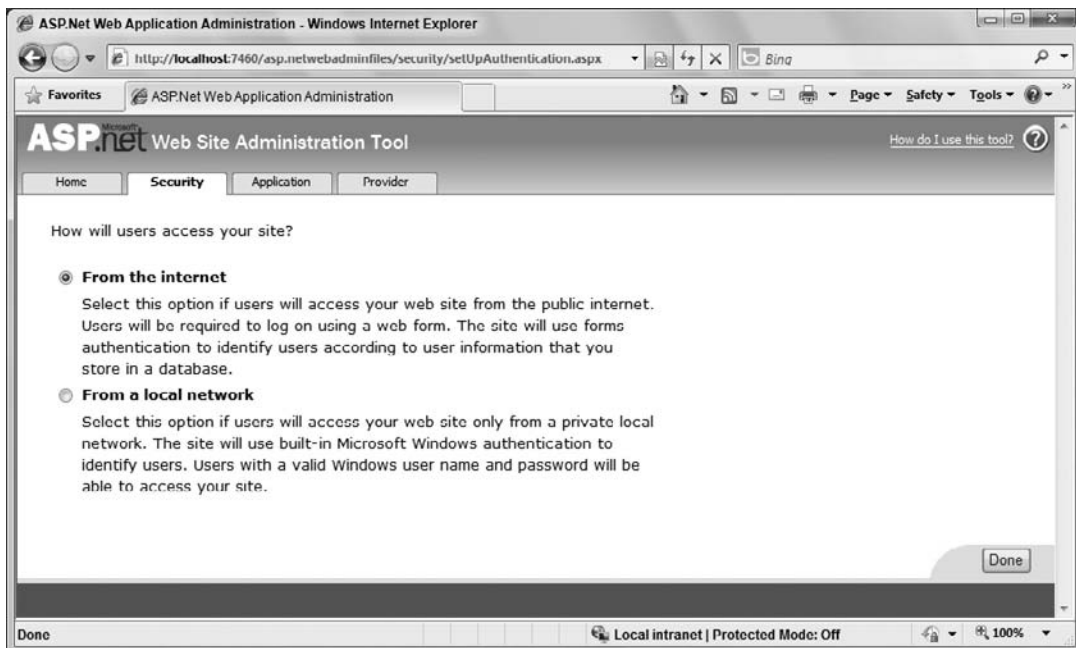 ASP.Net Web Application Administration - Windows Internet Explorer
http://localhost:7460/asp.netwebadminfiles/security/setUpAuthentication.aspx
Bing
Favorites
ASP.Net Web Application Administration
Page
Safety
Tools
Microsoft
ASP.net Web Site Administration Tool
How do I use this tool?
Home
Security
Application
Provider
How will users access your site?
From the internet
Select this option if users will access your web site from the public internet.
Users will be required to log on using a web form. The site will use forms
authentication to identify users according to user information that you
store in a database.
From a local network
Select this option if users will access your web site only from a private local
network. The site will use built-in Microsoft Windows authentication to
identify users. Users with a valid Windows user name and password will be
able to access your site.
Done
Done
Local intranet | Protected Mode: Off
100%